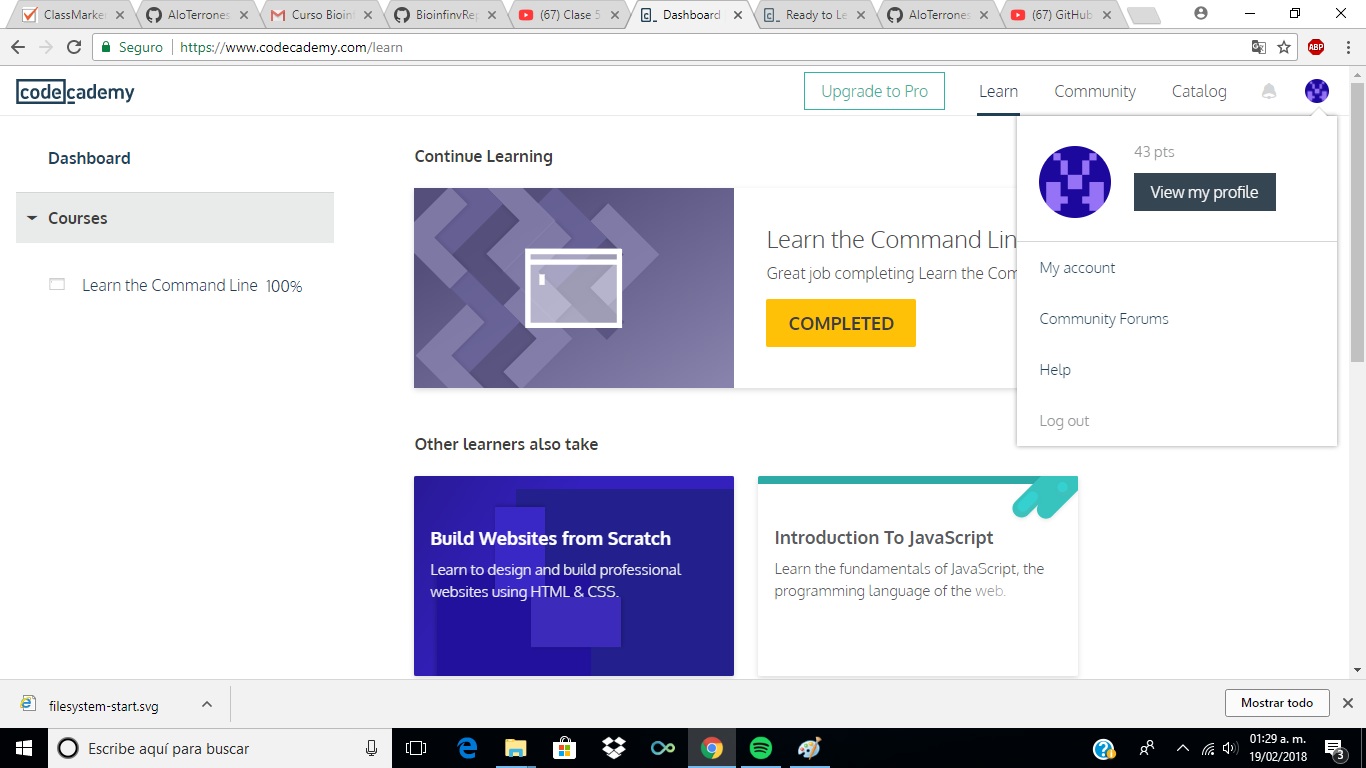 ClassMarker
AloTerrones
Curso Bioin
BioinfinvRep
(67) Clase 5
Dashboard
Ready to Le
AloTerrones
(67) GitHub
Seguro
https://www.codecademy.com/learn
ABP
codecademy
Upgrade to Pro
Learn
Community
Catalog
Dashboard
Courses
Learn the Command Line 100%
Continue Learning
Learn the Command Lin
Great job completing Learn the Com
COMPLETED
43 pts
View my profile
My account
Community Forums
Help
Log out
Other learners also take
Build Websites from Scratch
Learn to design and build professional
websites using HTML & CSS.
Introduction To JavaScript
Learn the fundamentals of JavaScript, the
programming language of the web.
filesystem-start.svg
Mostrar todo
Escribe aquí para buscar
01:29 a. m.
19/02/2018
3